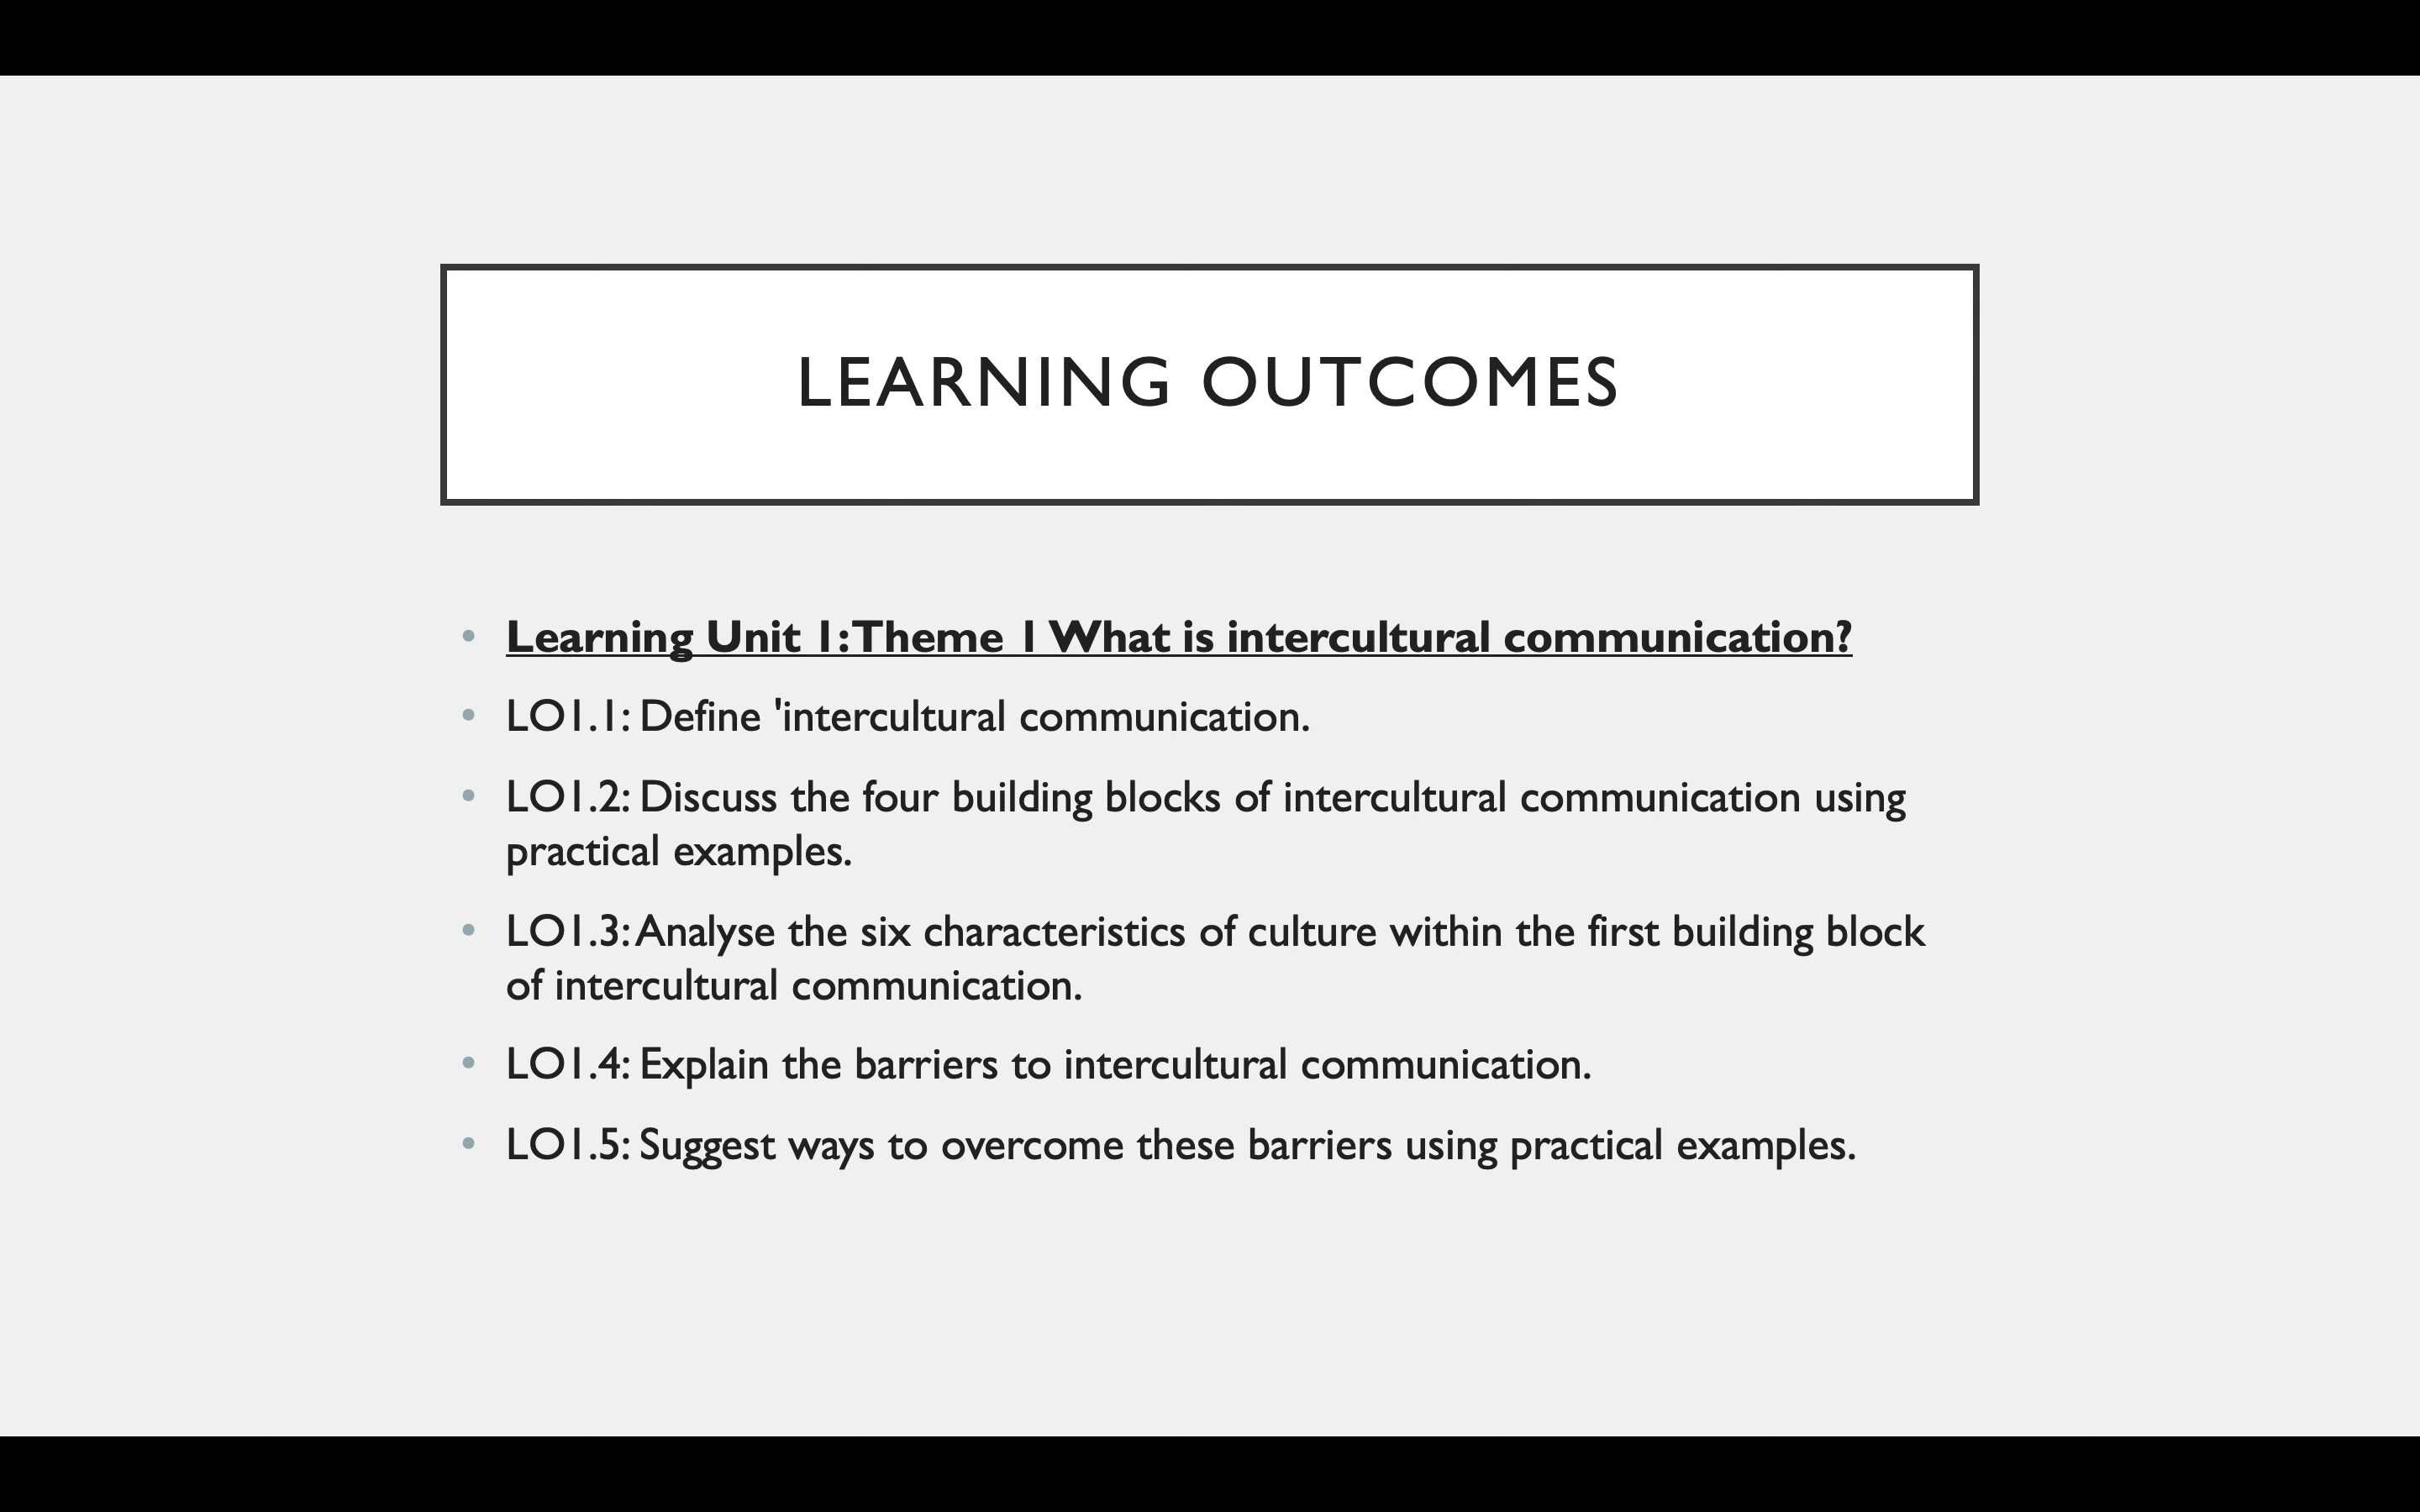 LEARNING OUTCOMES
• Learning Unit 1: Theme 1 What is intercultural communication?
• LO1.1: Define 'intercultural communication.
• LO1.2: Discuss the four building blocks of intercultural communication using
practical examples.
• LO1.3: Analyse the six characteristics of culture within the first building block
of intercultural communication.
• LO1.4: Explain the barriers to intercultural communication.
• LO1.5: Suggest ways to overcome these barriers using practical examples.